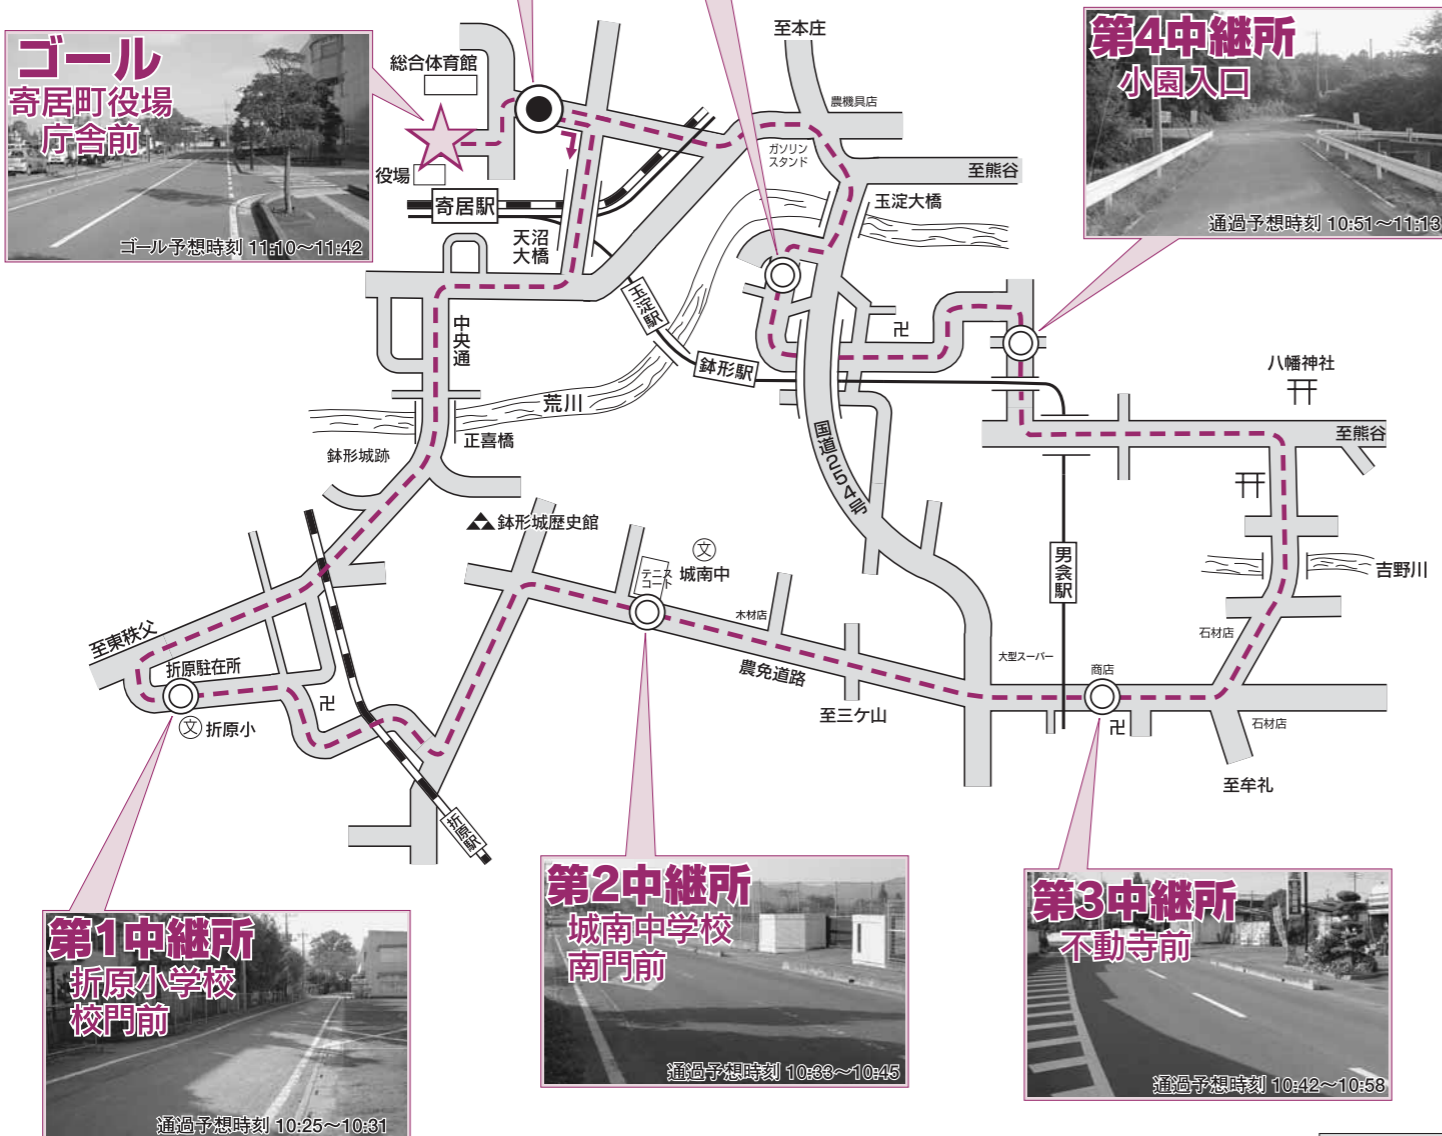 ゴール
寄居町役場
庁舎前
ゴール予想時刻 11:10～11:42
総合体育館
役場
寄居駅
天沼
大橋
至本庄
農機具店
ガソリン
スタンド
至熊谷
玉淀大橋
第4中継所
小園入口
通過予想時刻 10:51～11:13
中央通
玉淀駅
鉢形駅
卍
八幡神社
至熊谷
荒川
正喜橋
鉢形城跡
国道254号
鉢形城歴史館
テニス
コート
文
城南中
木材店
農免道路
至三ケ山
男衾駅
大型スーパー
商店
卍
吉野川
石材店
石材店
至牟礼
至東秩父
折原駐在所
文 折原小
卍
折原駅
第1中継所
折原小学校
校門前
通過予想時刻 10:25～10:31
第2中継所
城南中学校
南門前
通過予想時刻 10:33～10:45
第3中継所
不動寺前
通過予想時刻 10:42～10:58